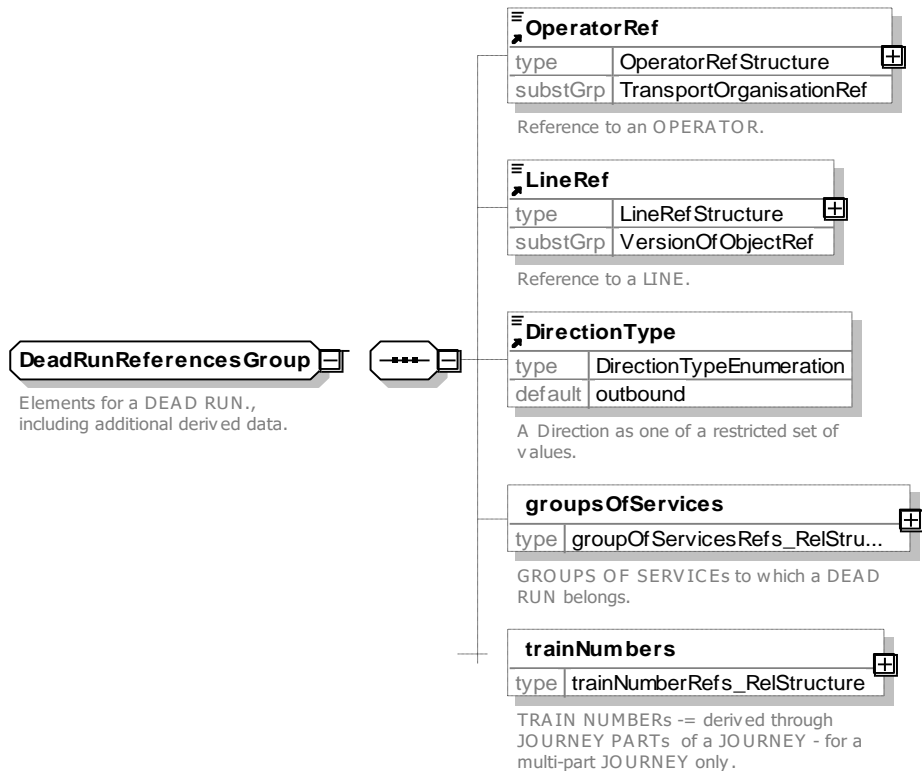 OperatorRef
type OperatorRefStructure
substGrp TransportOrganisationRef
Reference to an OPERATOR.
LineRef
type LineRefStructure
substGrp VersionOfObjectRef
Reference to a LINE.
DeadRunReferencesGroup
Elements for a DEAD RUN.,
including additional derived data.
DirectionType
type DirectionTypeEnumeration
default outbound
A Direction as one of a restricted set of
values.
groupsOfServices
type groupOfServicesRefs_RelStru...
GROUPS OF SERVICEs to which a DEAD
RUN belongs.
trainNumbers
type trainNumberRefs_RelStructure
TRAIN NUMBERs -= derived through
JOURNEY PARTs of a JOURNEY - for a
multi-part JOURNEY only.